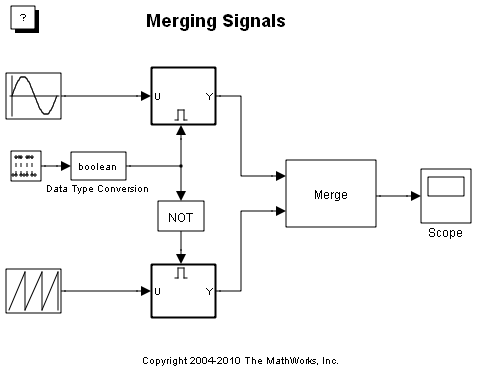 ?
Merging Signals
U
Y
boolean
Data Type Conversion
NOT
Merge
Scope
U
Y
Copyright 2004-2010 The MathWorks, Inc.